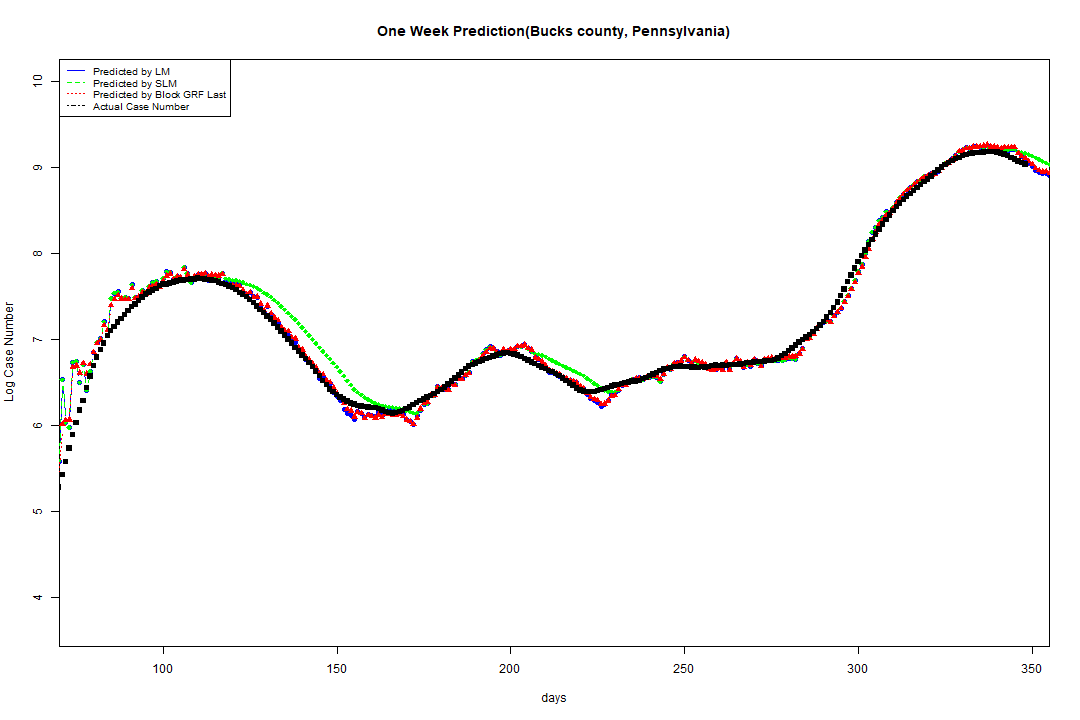 One Week Prediction(Bucks county, Pennsylvania)
Predicted by LM
Predicted by SLM
Predicted by Block GRF Last
Actual Case Number
10
9
8
7
6
5
4
Log Case Number
100 150 200 250 300 350
days